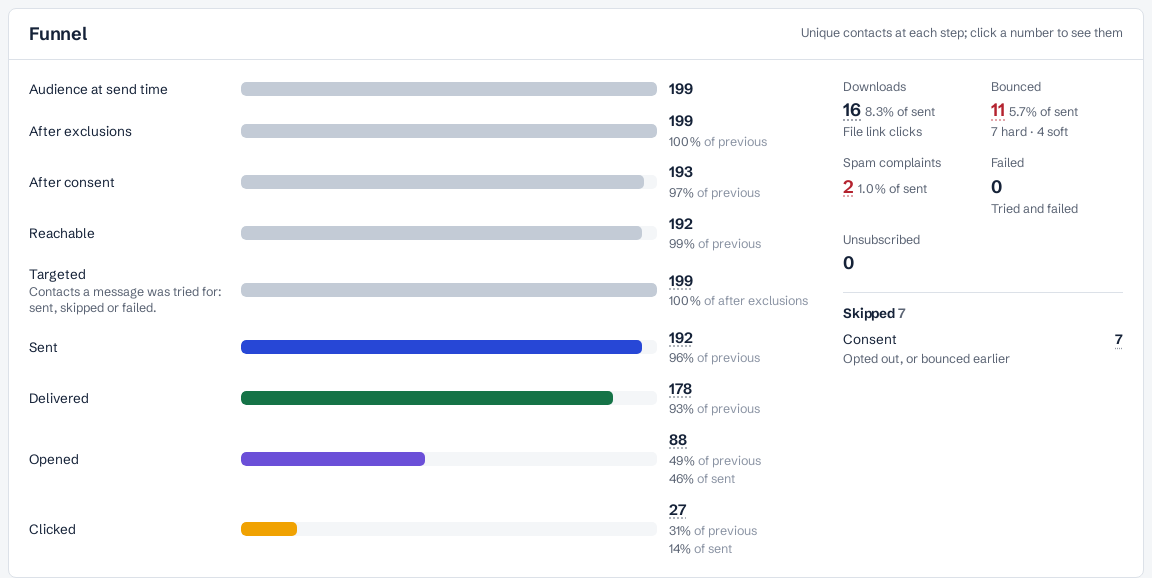 Funnel
Unique contacts at each step; click a number to see them
Audience at send time
199
After exclusions
199
100% of previous
After consent
193
97% of previous
Reachable
192
99% of previous
Targeted
Contacts a message was tried for:
sent, skipped or failed.
199
100% of after exclusions
Sent
192
96% of previous
Delivered
178
93% of previous
Opened
88
49% of previous
46% of sent
Clicked
27
31% of previous
14% of sent
Downloads
16 8.3% of sent
File link clicks
Bounced
11 5.7% of sent
7 hard · 4 soft
Spam complaints
2 1.0% of sent
Failed
0
Tried and failed
Unsubscribed
0
Skipped 7
Consent 7
Opted out, or bounced earlier